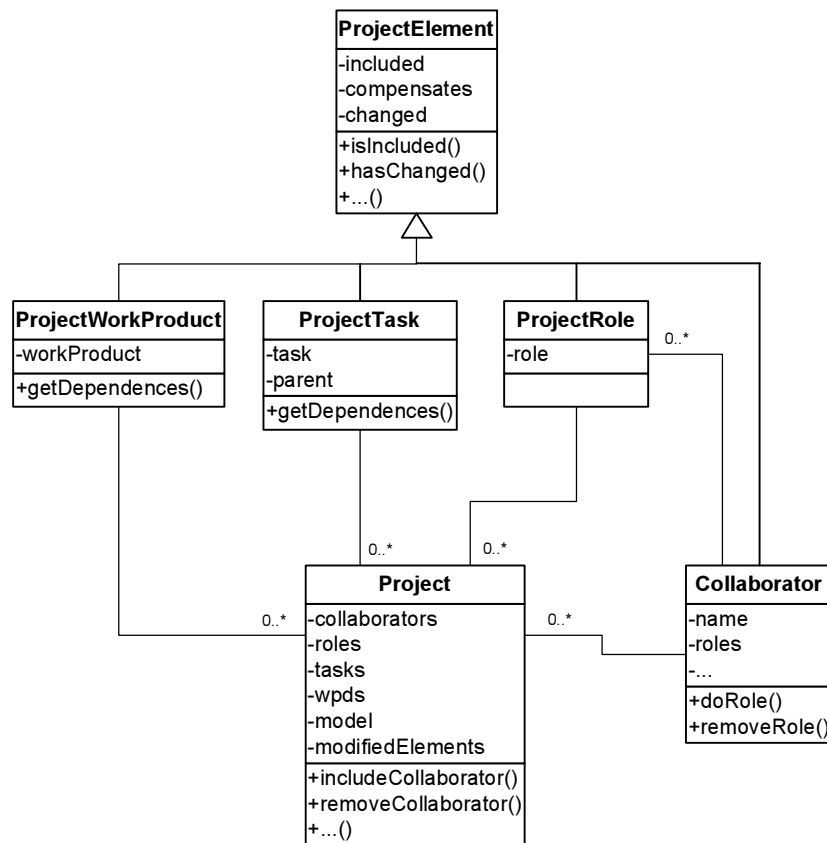 ProjectElement
-included
-compensates
-changed
+isIncluded()
+hasChanged()
+...()
ProjectWorkProduct
-workProduct
+getDependences()
ProjectTask
-task
-parent
+getDependences()
ProjectRole
-role
0..*
0..*
0..*
0..*
0..*
Project
-collaborators
-roles
-tasks
-wpds
-model
-modifiedElements
+includeCollaborator()
+removeCollaborator()
+...()
Collaborator
-name
-roles
-...
+doRole()
+removeRole()